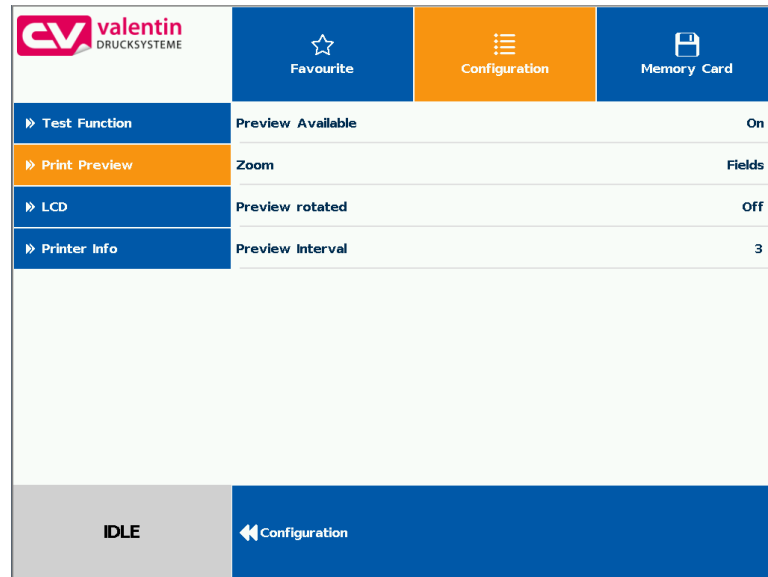 valentin
DRUCKSYSTEME
Favourite
Configuration
Memory Card
Test Function
Print Preview
LCD
Printer Info
Preview Available On
Zoom Fields
Preview rotated Off
Preview Interval 3
IDLE
Configuration